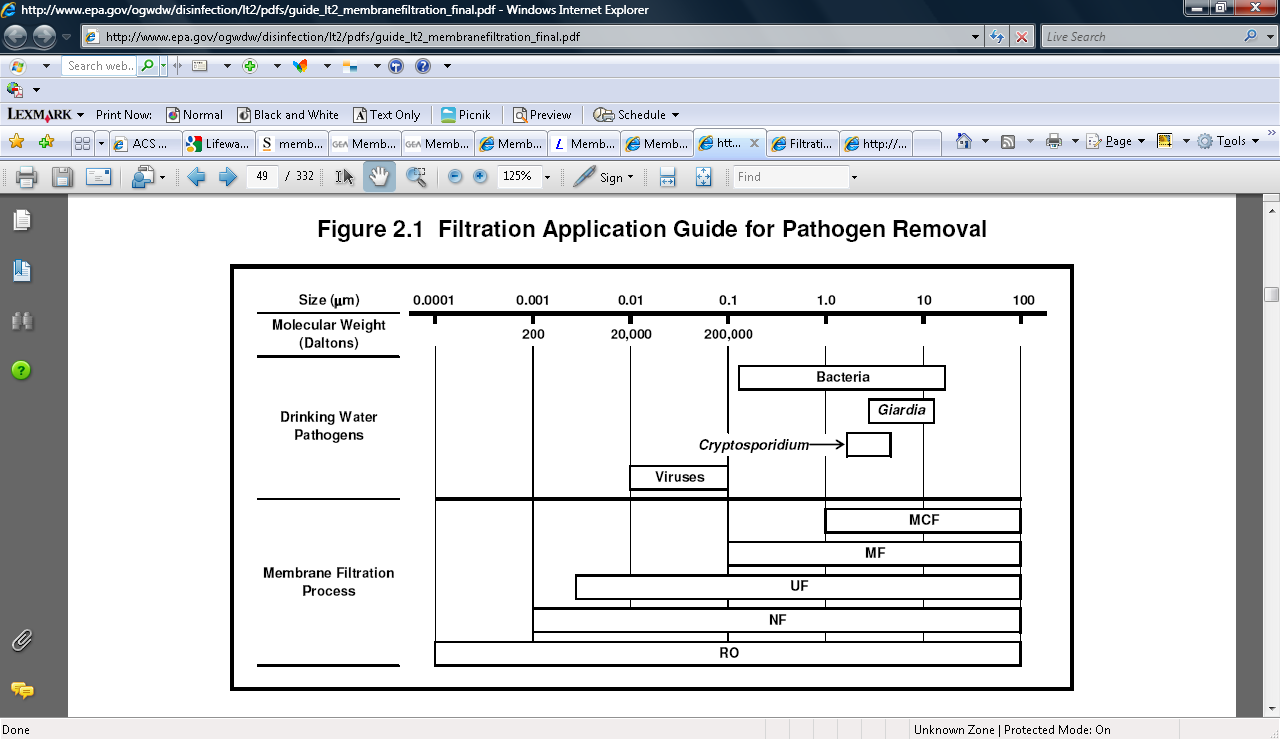 http://www.epa.gov/ogwdw/disinfection/lt2/pdfs/guide_lt2_membranefiltration_final.pdf - Windows Internet Explorer
http://www.epa.gov/ogwdw/disinfection/lt2/pdfs/guide_lt2_membranefiltration_final.pdf
Live Search
Search web..
LEXMARK Print Now: Normal Black and White Text Only Picnik Preview Schedule
ACS ... Lifewa... S memb... GEA Memb... GEA Memb... Memb... L Memb... Memb... htt... X Filtrati... http://... Page Tools
49 / 332 125% Sign Find
Figure 2.1 Filtration Application Guide for Pathogen Removal
Size (µm) 0.0001 0.001 0.01 0.1 1.0 10 100
Molecular Weight
(Daltons)
200 20,000 200,000
Bacteria
Giardia
Drinking Water
Pathogens
Cryptosporidium
Viruses
MCF
MF
Membrane Filtration
Process
UF
NF
RO
Done Unknown Zone | Protected Mode: On